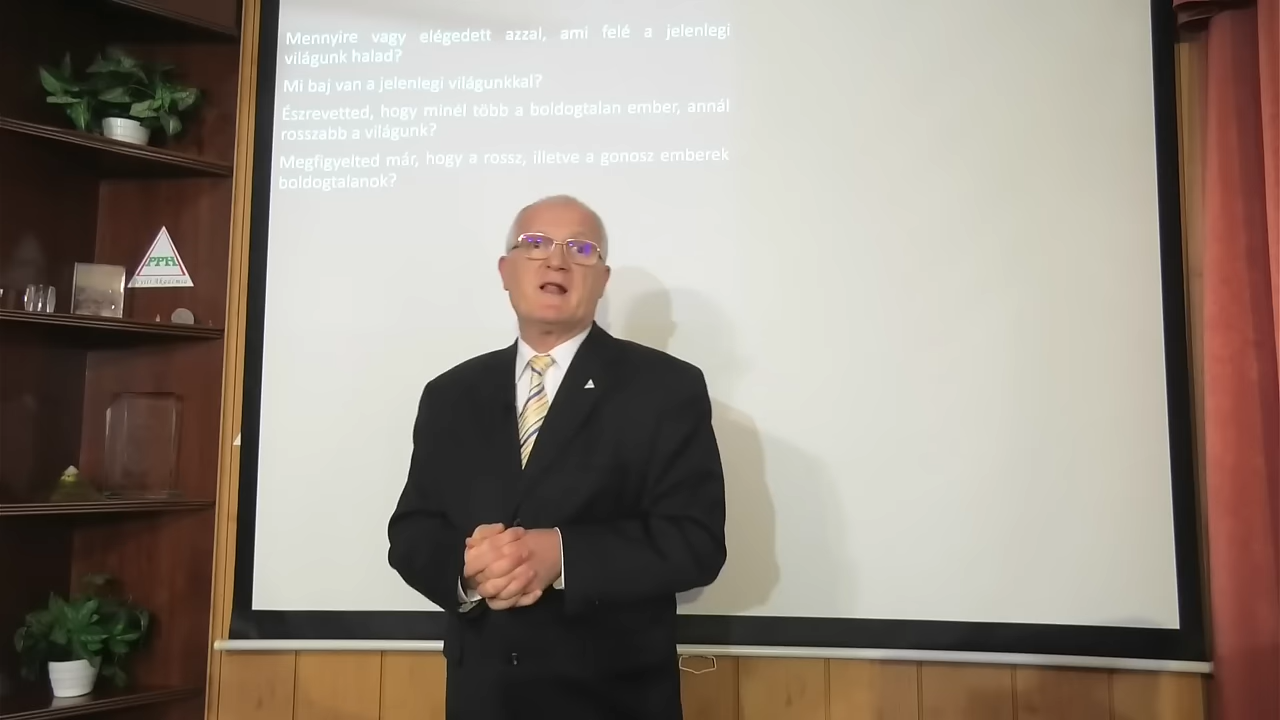 Mennyire vagy elégedett azzal, ami felé a jelenlegi
világunk halad?
Mi baj van a jelenlegi világunkkal?
Észrevetted, hogy minél több a boldogtalan ember, annál
rosszabb a világunk?
Megfigyelted már, hogy a rossz, illetve a gonosz emberek
boldogtalanok?
PPH
Akadémia